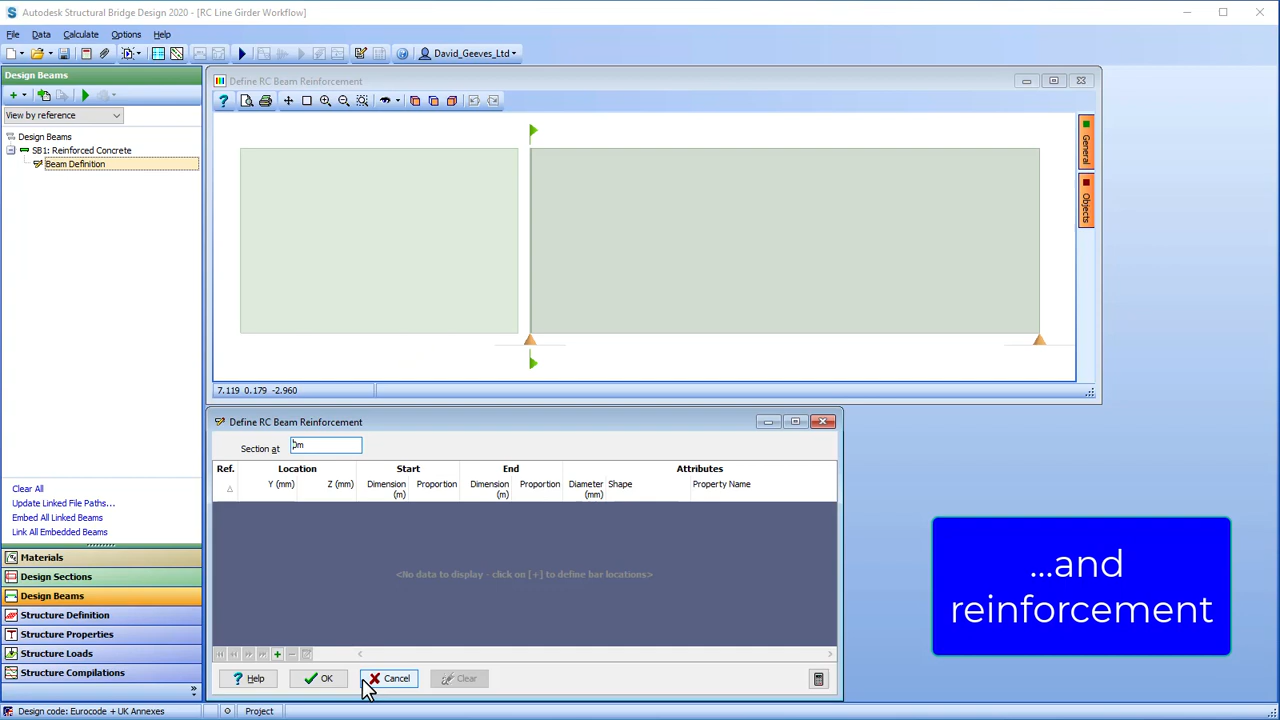 Autodesk Structural Bridge Design 2020 - [RC Line Girder Workflow]
File Data Calculate Options Help
David_Geeves_Ltd
Design Beams
View by reference
Design Beams
SB1: Reinforced Concrete
Beam Definition
Clear All
Update Linked File Paths...
Embed All Linked Beams
Link All Embedded Beams
Materials
Design Sections
Design Beams
Structure Definition
Structure Properties
Structure Loads
Structure Compilations
Define RC Beam Reinforcement
General
Objects
7.119 0.179 -2.960
Define RC Beam Reinforcement
Section at 0m
Ref. Location Start End Attributes
Y (mm) Z (mm) Dimension (m) Proportion Dimension (m) Proportion Diameter (mm) Shape Property Name
<No data to display - click on [+] to define bar locations>
Help OK Cancel Clear
...and
reinforcement
Design code: Eurocode + UK Annexes Project